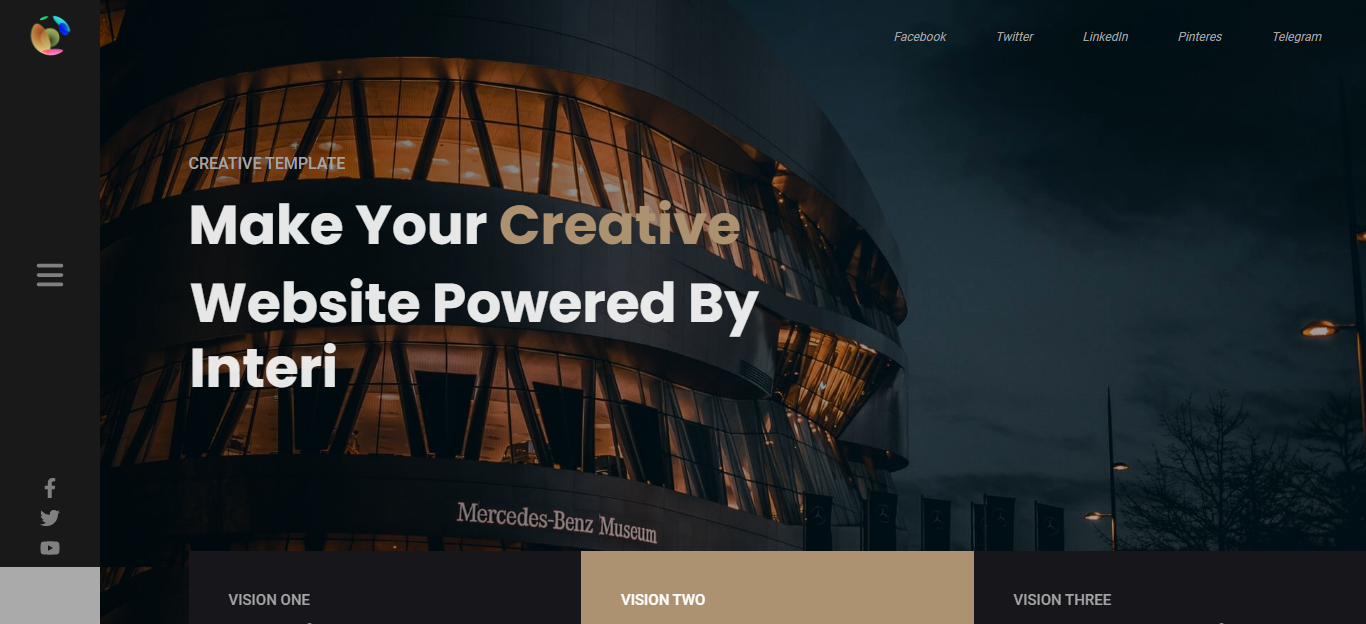 Facebook Twitter LinkedIn Pinteres Telegram
CREATIVE TEMPLATE
Make Your Creative
Website Powered By
Interi
Mercedes-Benz Museum
VISION ONE VISION TWO VISION THREE